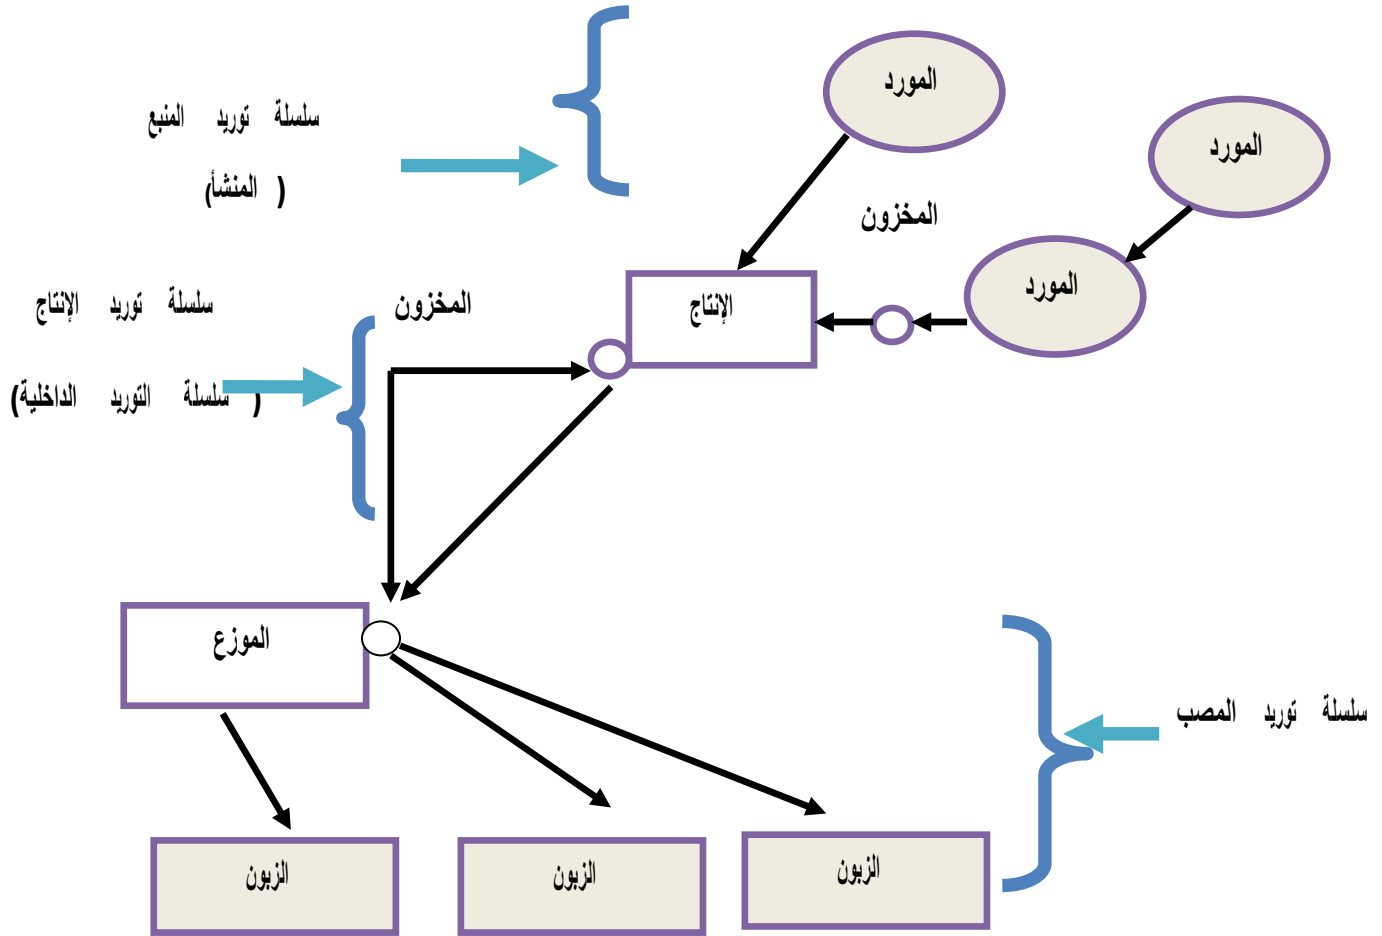 المورد
المورد
سلسلة توريد المنبع
( المنشأ)
المخزون
المورد
سلسلة توريد الإنتاج
المخزون
الإنتاج
( سلسلة التوريد الداخلية)
الموزع
سلسلة توريد المصب
الزبون
الزبون
الزبون